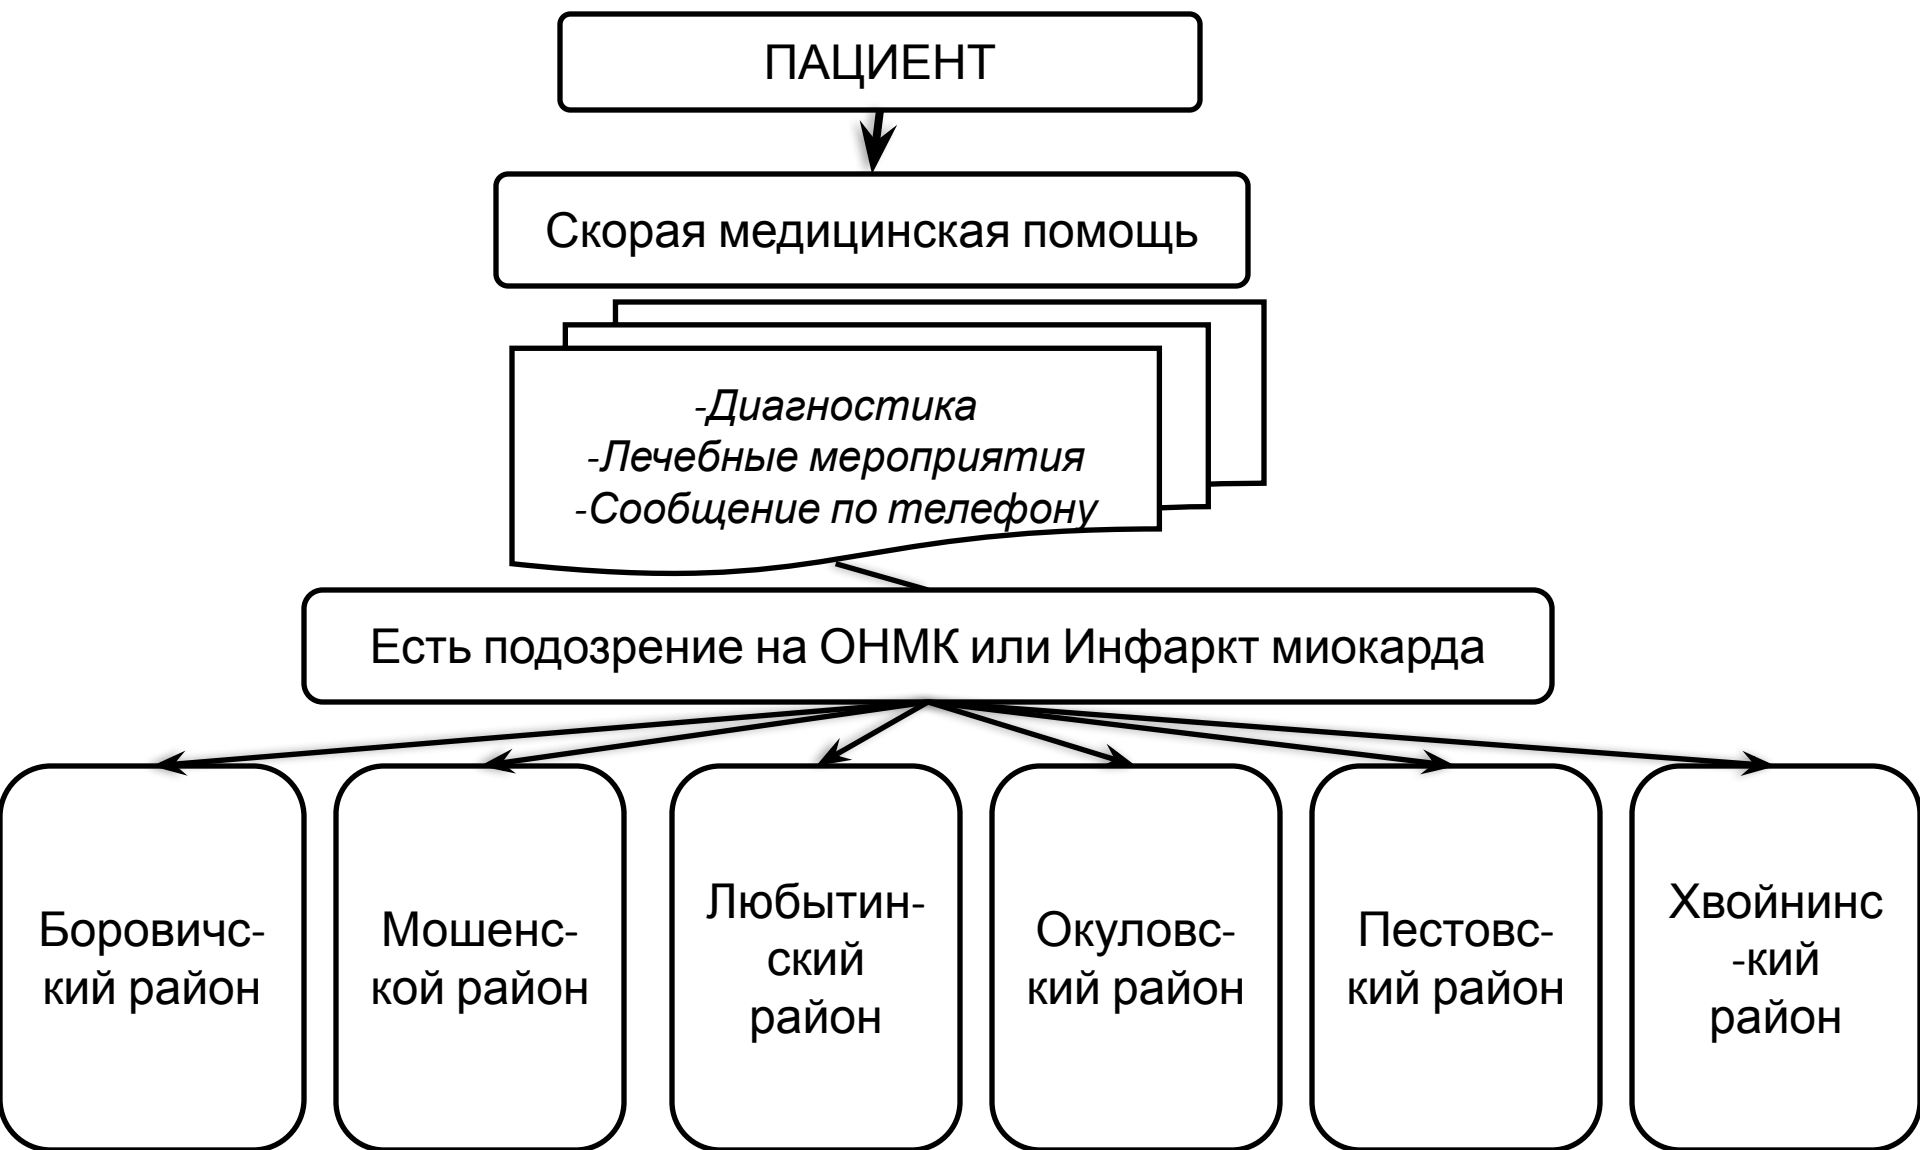 ПАЦИЕНТ
Скорая медицинская помощь
-Диагностика
-Лечебные мероприятия
-Сообщение по телефону
Есть подозрение на ОНМК или Инфаркт миокарда
Боровичс-
кий район
Мошенс-
кой район
Любытин-
ский
район
Окуловс-
кий район
Пестовс-
кий район
Хвойнинс
-кий
район